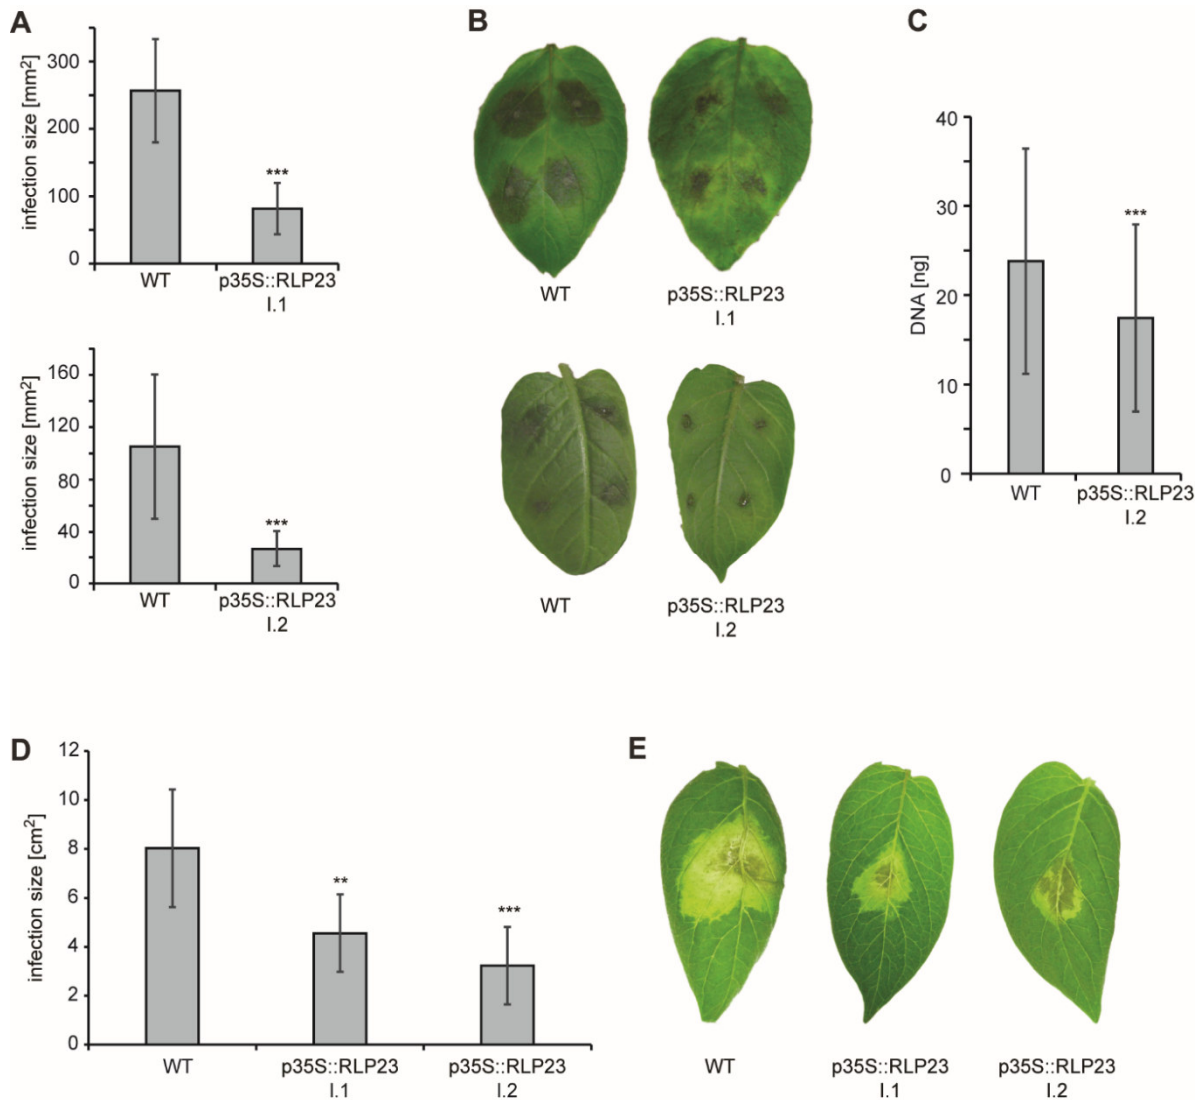 A
infection size [mm²]
300
200
100
0
***
WT
p35S::RLP23
I.1
infection size [mm²]
160
120
80
40
0
***
WT
p35S::RLP23
I.2
B
WT
p35S::RLP23
I.1
WT
p35S::RLP23
I.2
C
DNA [ng]
40
30
20
10
0
***
WT
p35S::RLP23
I.2
D
infection size [cm²]
12
10
8
6
4
2
0
**
***
WT
p35S::RLP23
I.1
p35S::RLP23
I.2
E
WT
p35S::RLP23
I.1
p35S::RLP23
I.2